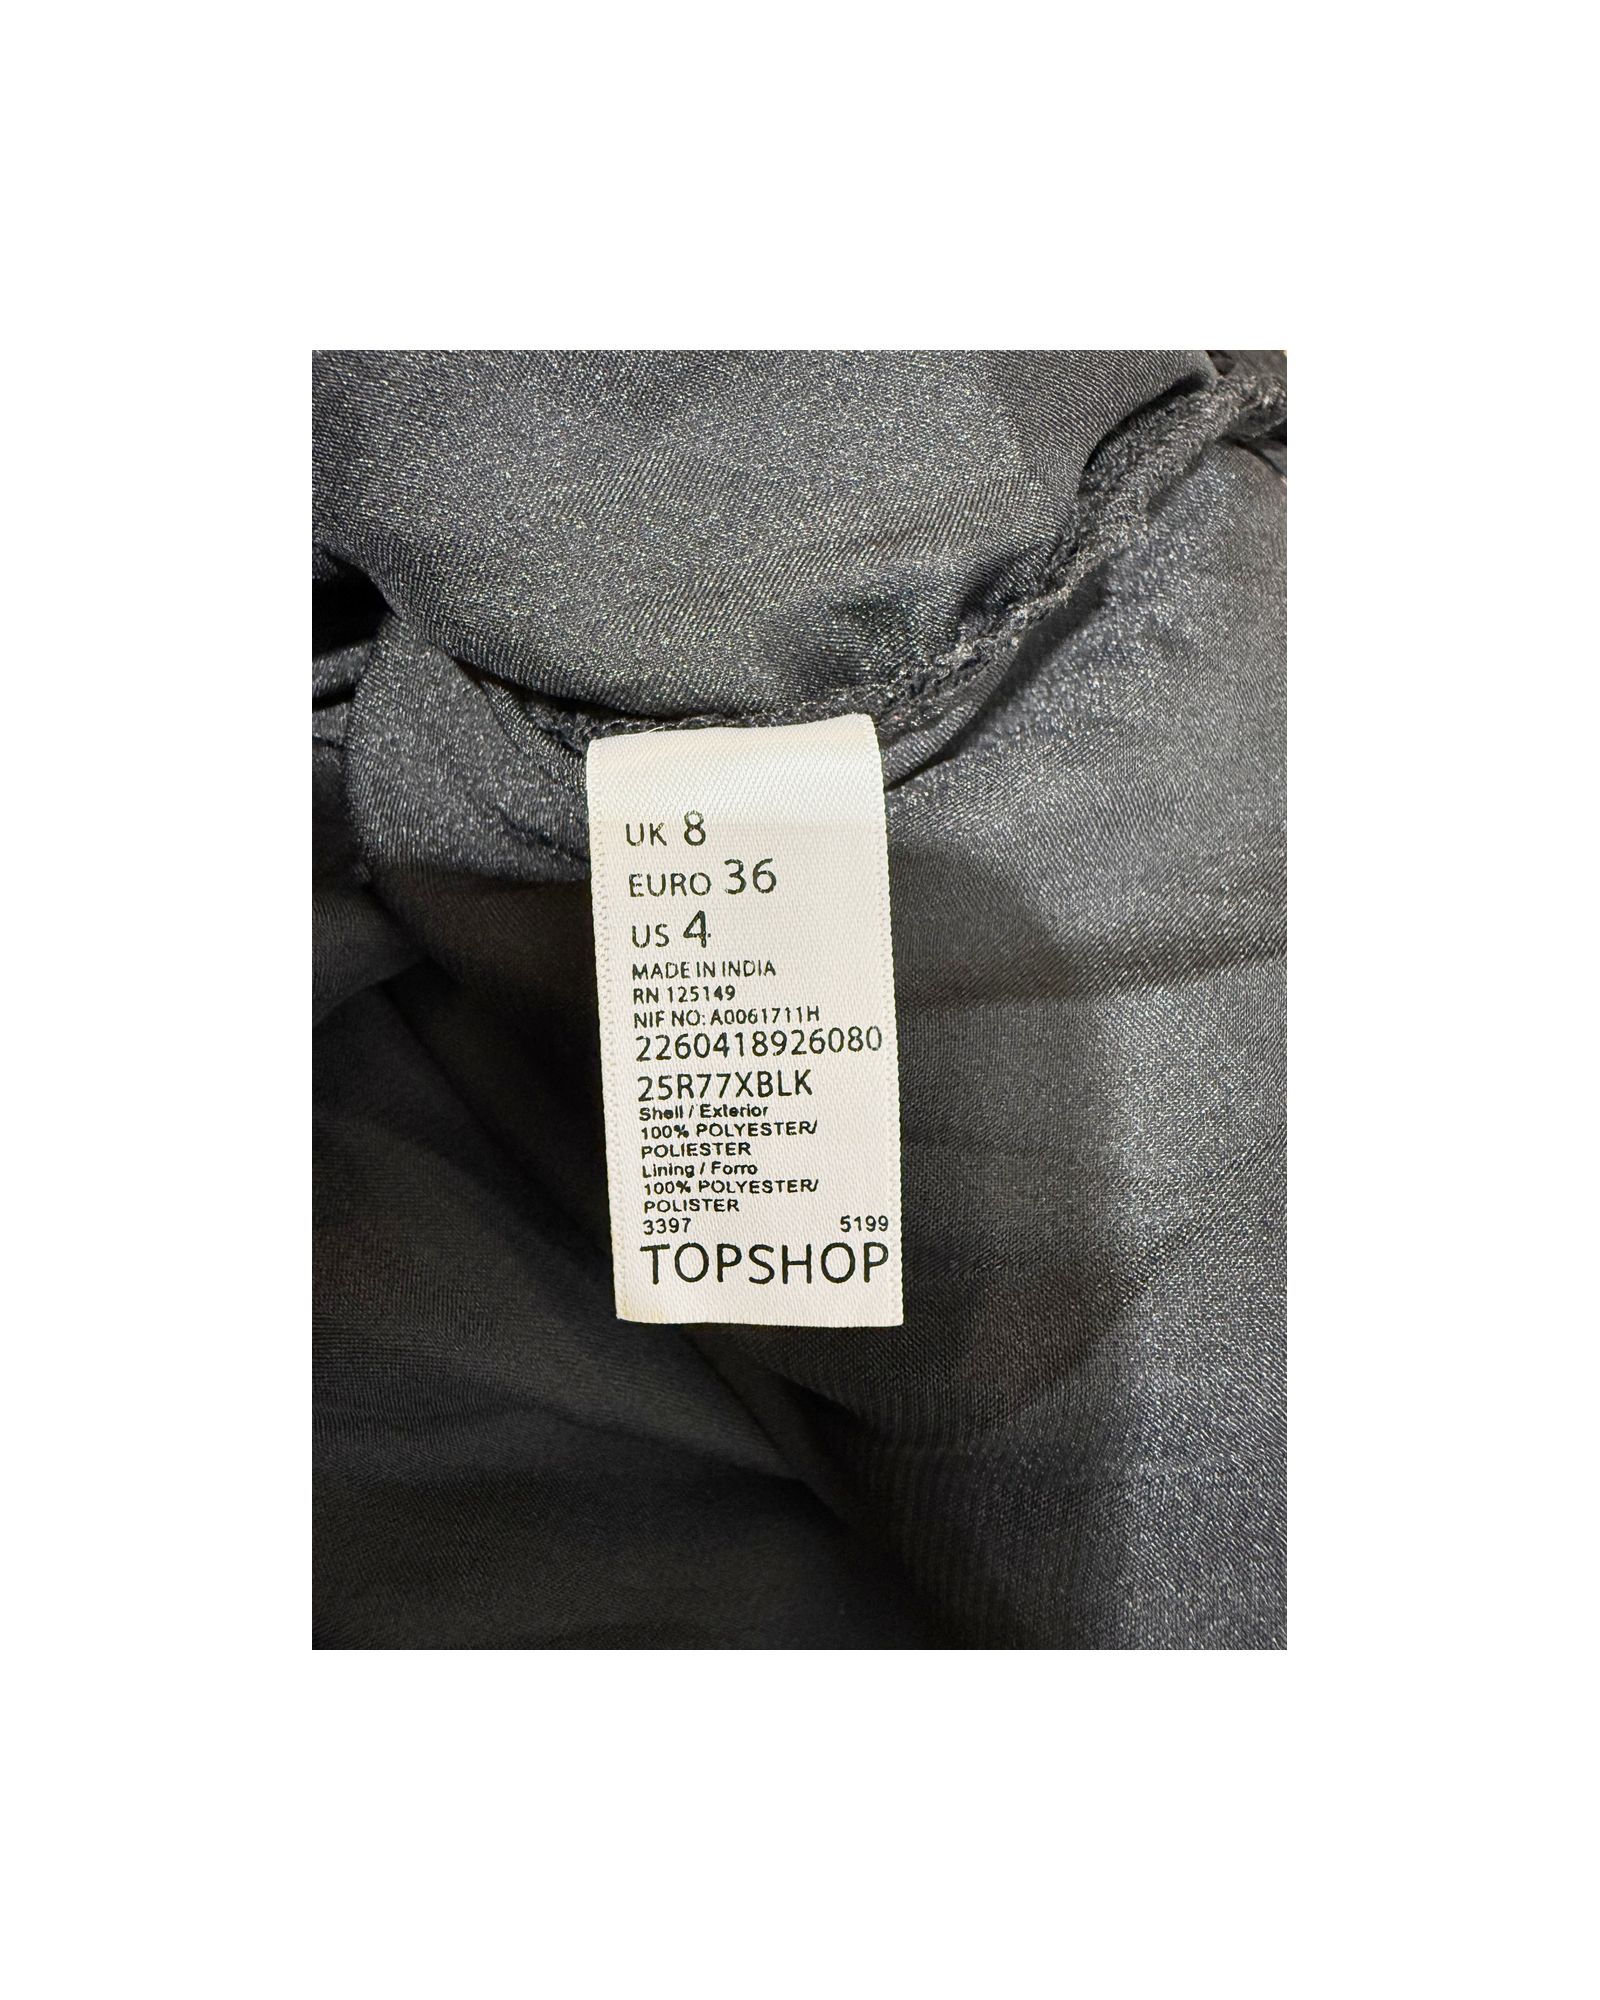 UK 8
EURO 36
US 4
MADE IN INDIA
RN 125149
NIF NO: A0061711H
2260418926080
25R77XBLK
Shell / Exterior
100% POLYESTER/
POLIESTER
Lining / Forro
100% POLYESTER/
POLISTER
3397 5199
TOPSHOP